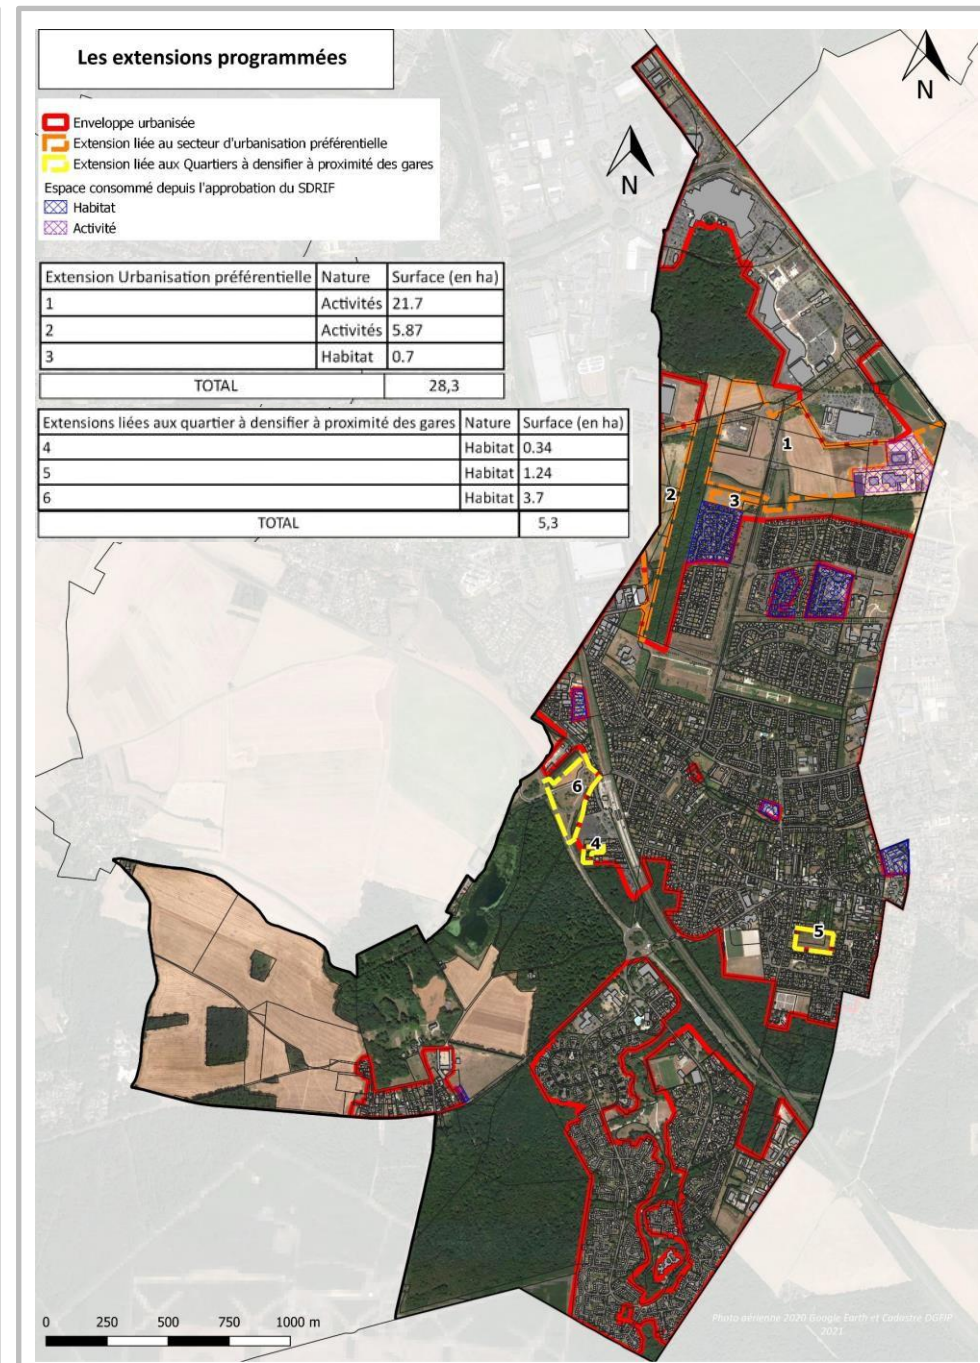 Les extensions programmées
N
N
Enveloppe urbanisée
Extension liée au secteur d'urbanisation préférentielle
Extension liée aux Quartiers à densifier à proximité des gares
Espace consommé depuis l'approbation du SDRIF
Habitat
Activité
Extension Urbanisation préférentielle Nature Surface (en ha)
1 Activités 21.7
2 Activités 5.87
3 Habitat 0.7
TOTAL 28,3
Extensions liées aux quartier à densifier à proximité des gares Nature Surface (en ha)
4 Habitat 0.34
5 Habitat 1.24
6 Habitat 3.7
TOTAL 5,3
1
2
3
6
4
5
0 250 500 750 1000 m
Photo aérienne 2020 Google Earth et Cadastre DGFIP
2021